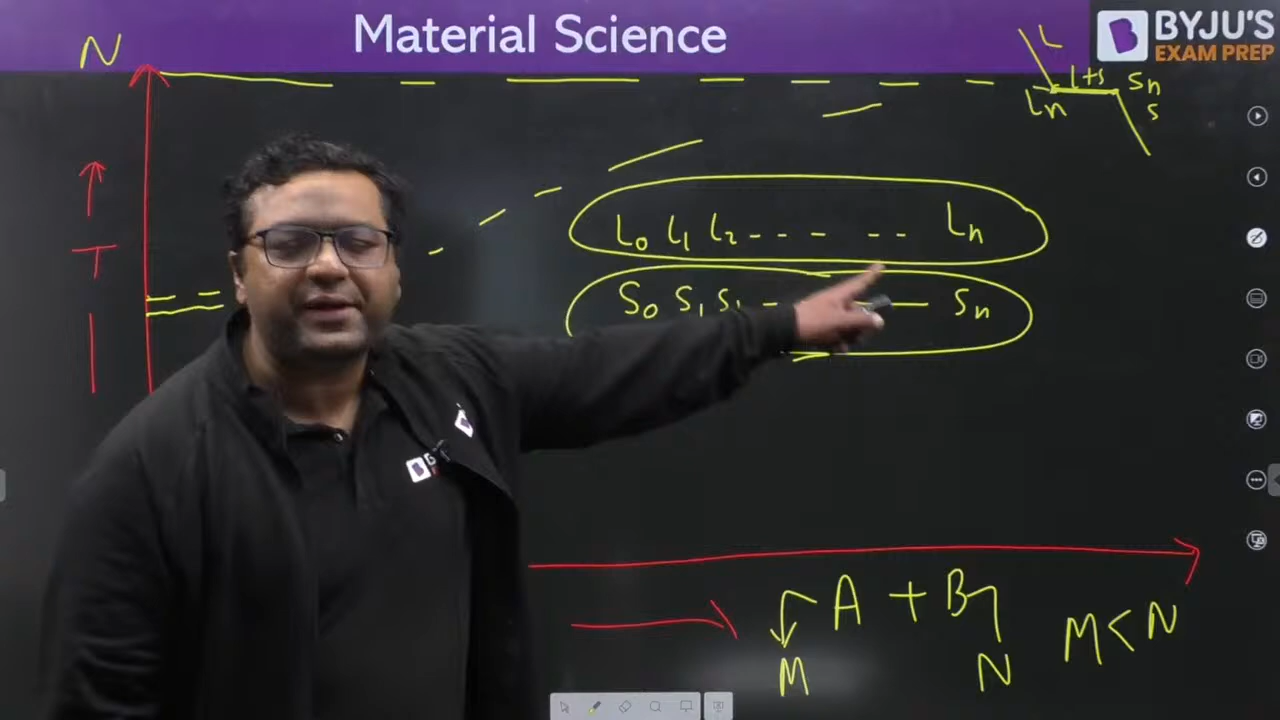 Material Science
BYJU'S
EXAM PREP
N
L
L+S
Sn
Ln
S
L0 L1 L2 - - - - - Ln
T
S0 S1 S1 - - Sn
A + B
M < N
M
N